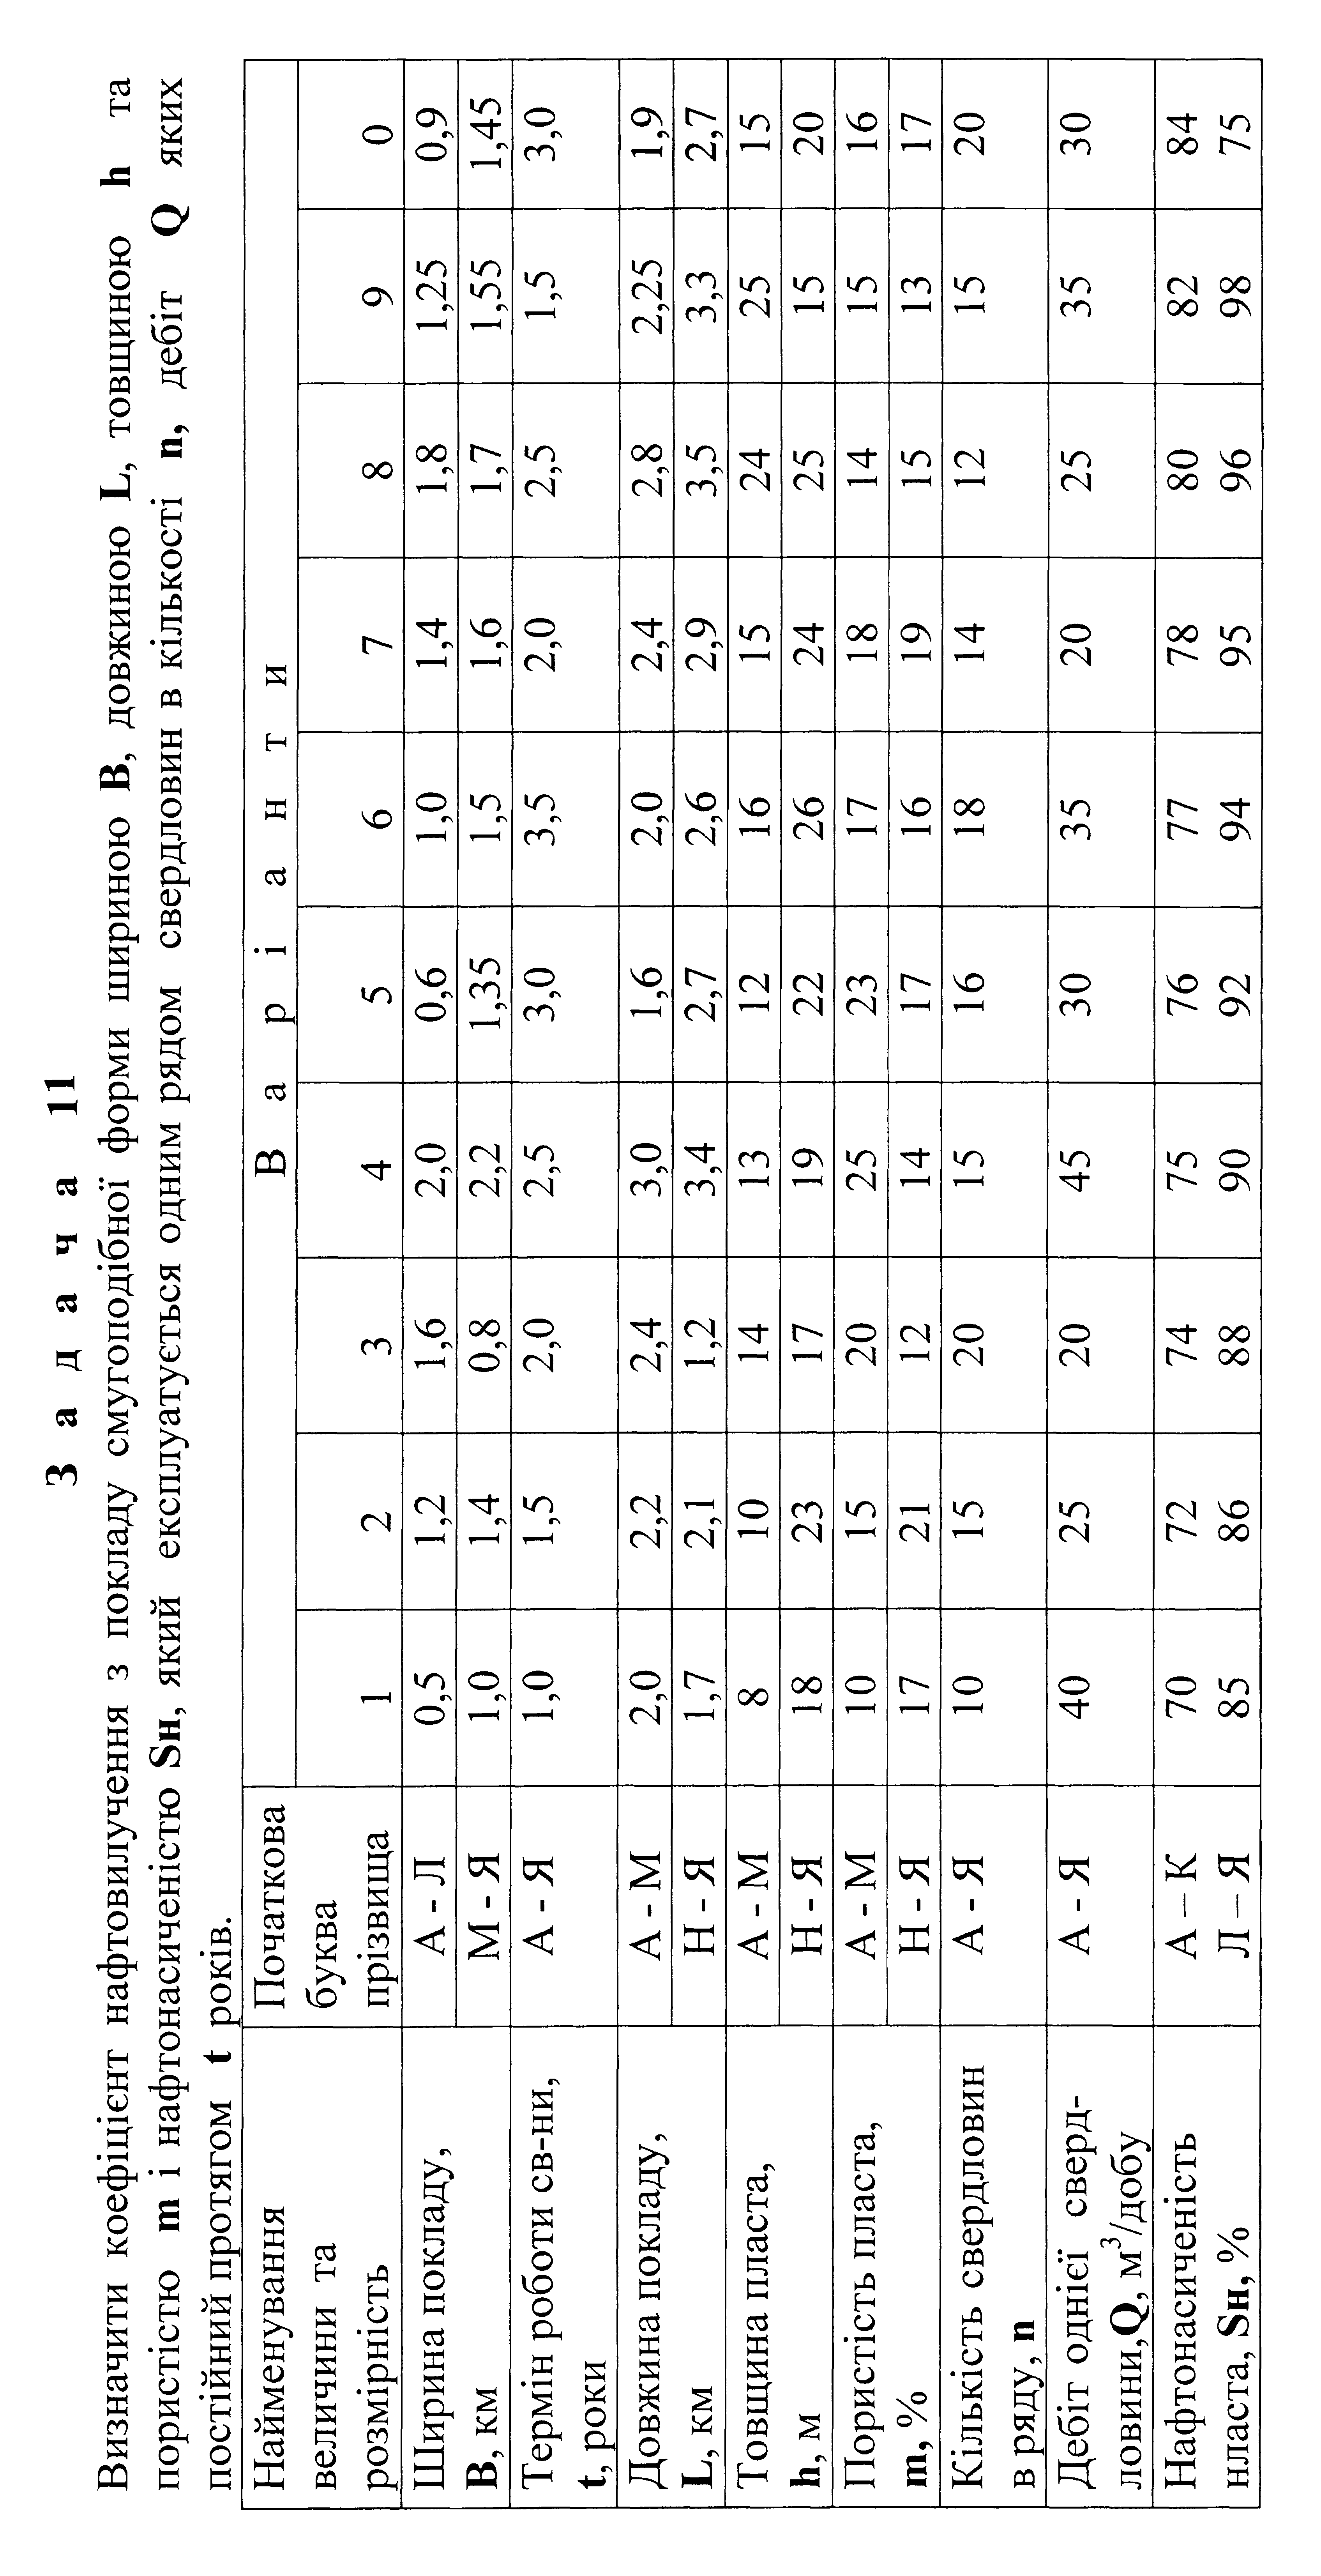 З а д а ч а 11
Визначити коефіцієнт нафтовилучення з покладу смугоподібної форми шириною B, довжиною L, товщиною h та
пористістю m і нафтонасиченістю Sн, який експлуатується одним рядом свердловин в кількості n, дебіт Q яких
постійний протягом t років.
Найменування величини та розмірність Початкова буква прізвища В а р і а н т и
1 2 3 4 5 6 7 8 9 0
Ширина покладу, А - Л 0,5 1,2 1,6 2,0 0,6 1,0 1,4 1,8 1,25 0,9
B, км М - Я 1,0 1,4 0,8 2,2 1,35 1,5 1,6 1,7 1,55 1,45
Термін роботи св-ни, А - Я 1,0 1,5 2,0 2,5 3,0 3,5 2,0 2,5 1,5 3,0
t, роки
Довжина покладу, А - М 2,0 2,2 2,4 3,0 1,6 2,0 2,4 2,8 2,25 1,9
L, км Н - Я 1,7 2,1 1,2 3,4 2,7 2,6 2,9 3,5 3,3 2,7
Товщина пласта, А - М 8 10 14 13 12 16 15 24 25 15
h, м Н - Я 18 23 17 19 22 26 24 25 15 20
Пористість пласта, А - М 10 15 20 25 23 17 18 14 15 16
m, % Н - Я 17 21 12 14 17 16 19 15 13 17
Кількість свердловин А - Я 10 15 20 15 16 18 14 12 15 20
в ряду, n
Дебіт однієї сверд- А - Я 40 25 20 45 30 35 20 25 35 30
ловини,Q, м³/добу
Нафтонасиченість А – К 70 72 74 75 76 77 78 80 82 84
нласта, Sн, % Л – Я 85 86 88 90 92 94 95 96 98 75